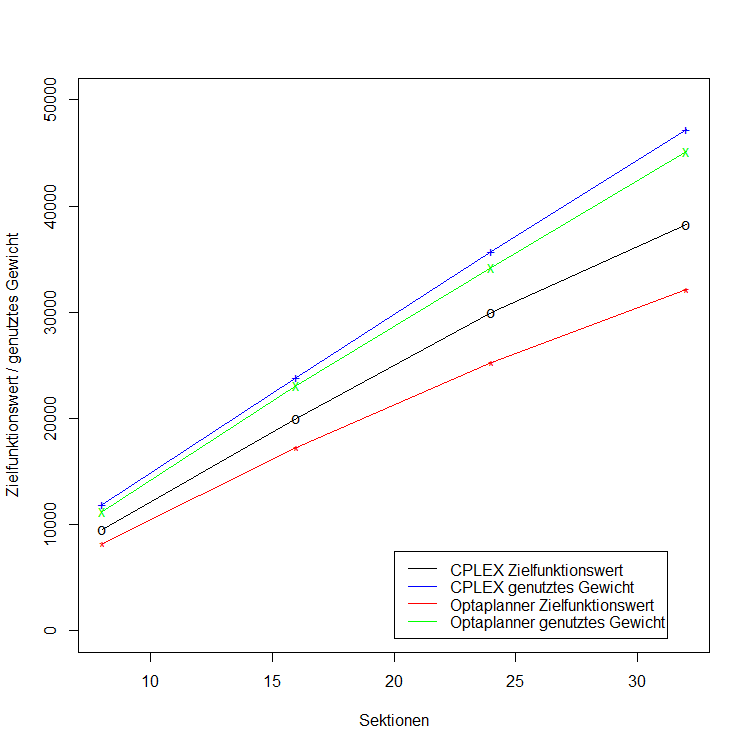 Zielfunktionswert / genutztes Gewicht
50000
40000
30000
20000
10000
0
CPLEX Zielfunktionswert
CPLEX genutztes Gewicht
Optaplanner Zielfunktionswert
Optaplanner genutztes Gewicht
10 15 20 25 30
Sektionen